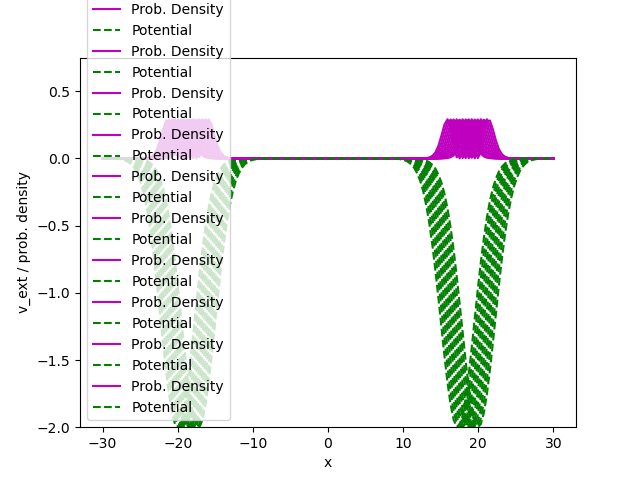 Prob. Density
Potential
Prob. Density
Potential
Prob. Density
Potential
Prob. Density
Potential
Prob. Density
Potential
Prob. Density
Potential
Prob. Density
Potential
Prob. Density
Potential
Prob. Density
Potential
Prob. Density
Potential
0.5
0.0
−0.5
−1.0
−1.5
−2.0
v_ext / prob. density
−30
−20
−10
0
10
20
30
x